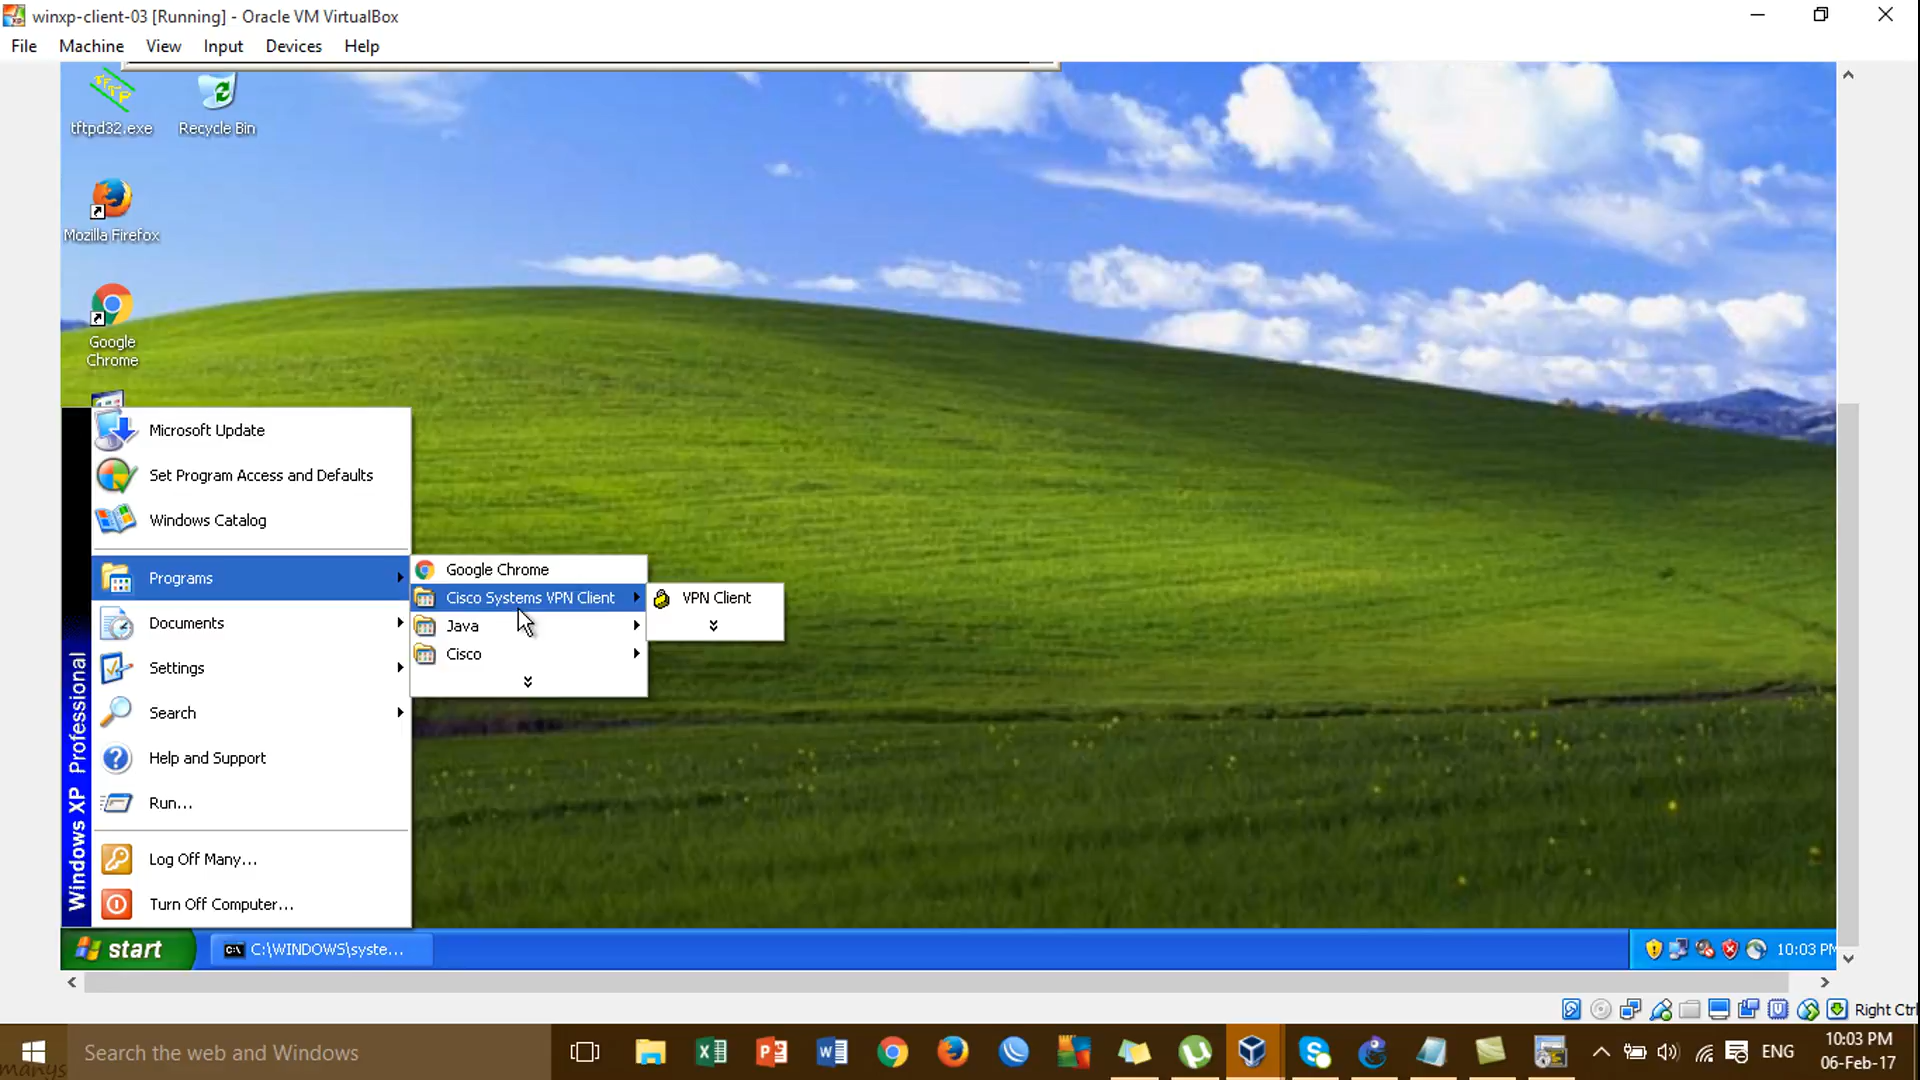 winxp-client-03 [Running] - Oracle VM VirtualBox
File Machine View Input Devices Help
tftpd32.exe
Recycle Bin
Mozilla Firefox
Google
Chrome
Microsoft Update
Set Program Access and Defaults
Windows Catalog
Programs
Documents
Settings
Search
Help and Support
Run...
Log Off Many...
Turn Off Computer...
Windows XP Professional
Google Chrome
Cisco Systems VPN Client
Java
Cisco
VPN Client
start
C:\WINDOWS\syste...
10:03 PM
Right Ctrl
Search the web and Windows
manys
ENG
10:03 PM
06-Feb-17